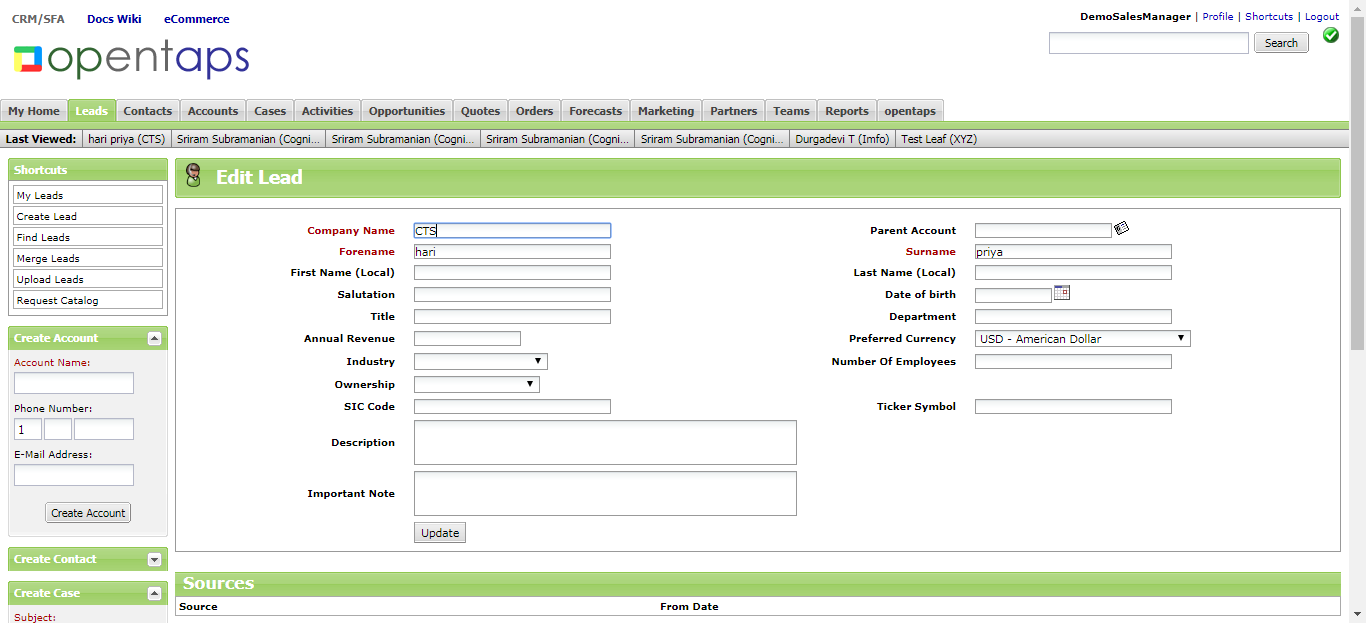 CRM/SFA Docs Wiki eCommerce
DemoSalesManager | Profile | Shortcuts | Logout
opentaps
Search
My Home Leads Contacts Accounts Cases Activities Opportunities Quotes Orders Forecasts Marketing Partners Teams Reports opentaps
Last Viewed: hari priya (CTS) Sriram Subramanian (Cogni... Sriram Subramanian (Cogni... Sriram Subramanian (Cogni... Sriram Subramanian (Cogni... Durgadevi T (Imfo) Test Leaf (XYZ)
Shortcuts
My Leads
Create Lead
Find Leads
Merge Leads
Upload Leads
Request Catalog
Create Account
Account Name:
Phone Number:
1
E-Mail Address:
Create Account
Create Contact
Create Case
Subject:
Edit Lead
Company Name CTS Parent Account
Forename hari Surname priya
First Name (Local) Last Name (Local)
Salutation Date of birth
Title Department
Annual Revenue Preferred Currency USD - American Dollar
Industry Number Of Employees
Ownership
SIC Code Ticker Symbol
Description
Important Note
Update
Sources
Source From Date